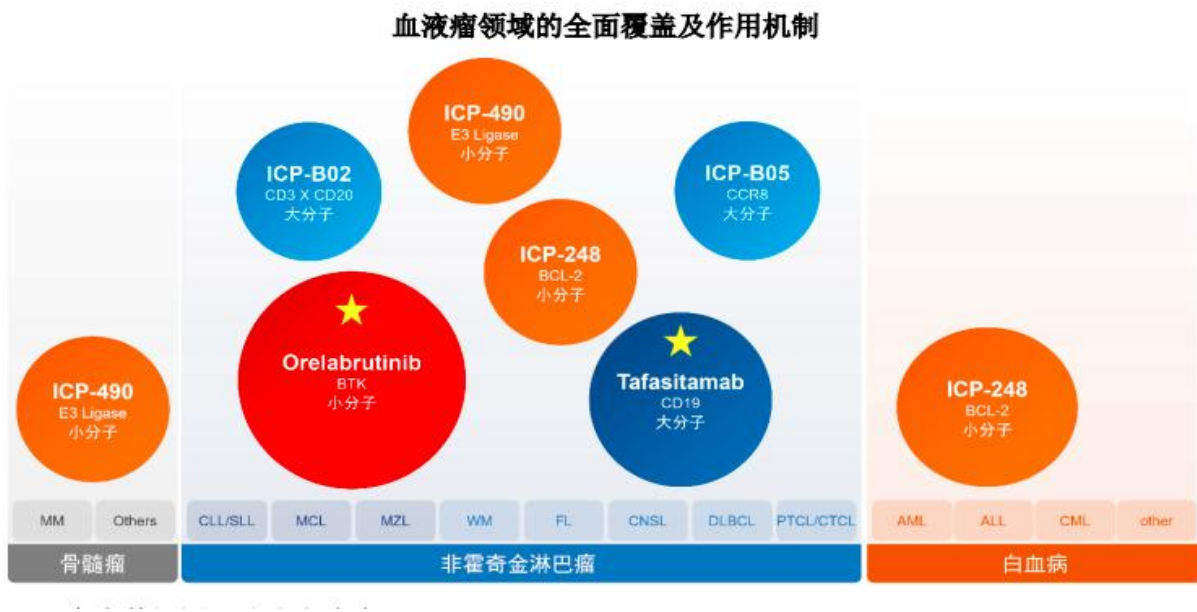 血液瘤领域的全面覆盖及作用机制
ICP-490
E3 Ligase
小分子
ICP-B02
CD3 X CD20
大分子
ICP-B05
CCR8
大分子
ICP-248
BCL-2
小分子
Orelabrutinib
BTK
小分子
Tafasitamab
CD19
大分子
ICP-490
E3 Ligase
小分子
ICP-248
BCL-2
小分子
MM Others CLL/SLL MCL MZL WM FL CNSL DLBCL PTCL/CTCL AML ALL CML other
骨髓瘤 非霍奇金淋巴瘤 白血病